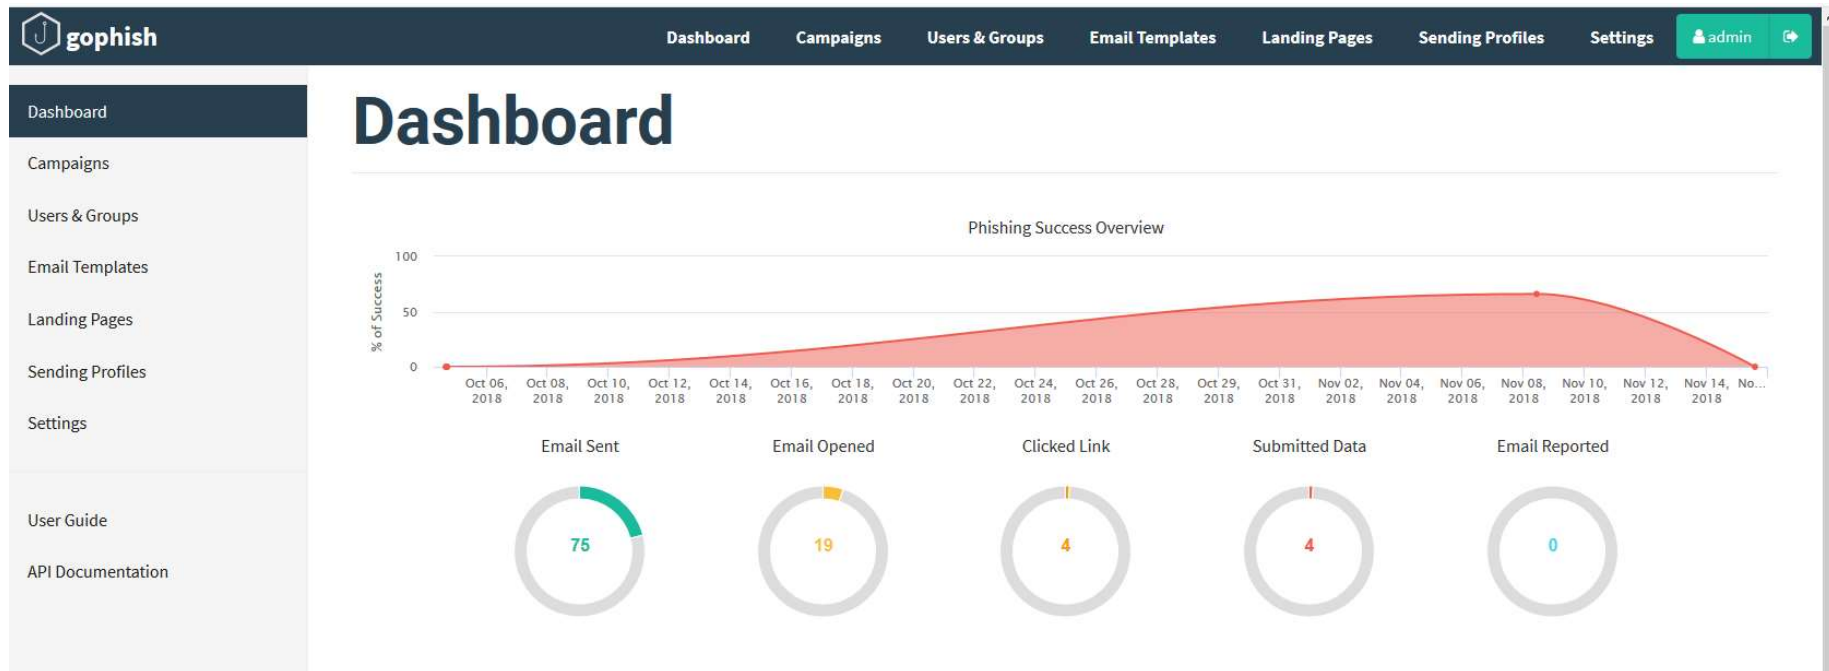 gophish
Dashboard Campaigns Users & Groups Email Templates Landing Pages Sending Profiles Settings admin
Dashboard
Campaigns
Users & Groups
Email Templates
Landing Pages
Sending Profiles
Settings
User Guide
API Documentation
Dashboard
Phishing Success Overview
% of Success
100
50
0
Oct 06, 2018
Oct 08, 2018
Oct 10, 2018
Oct 12, 2018
Oct 14, 2018
Oct 16, 2018
Oct 18, 2018
Oct 20, 2018
Oct 22, 2018
Oct 24, 2018
Oct 26, 2018
Oct 28, 2018
Oct 29, 2018
Oct 31, 2018
Nov 02, 2018
Nov 04, 2018
Nov 06, 2018
Nov 08, 2018
Nov 10, 2018
Nov 12, 2018
Nov 14, 2018
No...
Email Sent
75
Email Opened
19
Clicked Link
4
Submitted Data
4
Email Reported
0